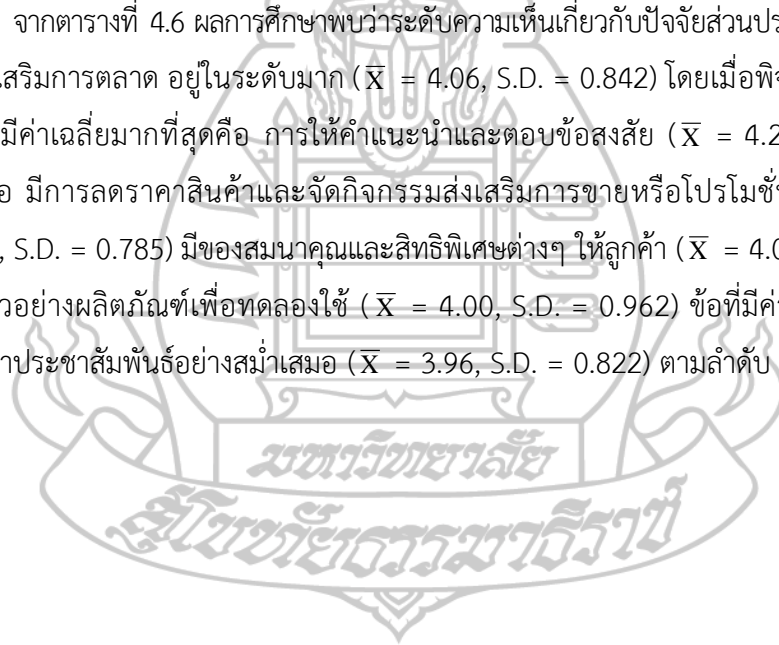 จากตารางที่ 4.6 ผลการศึกษาพบว่าระดับความเห็นเกี่ยวกับปัจจัยส่วนประ
เสริมการตลาด อยู่ในระดับมาก (x̅ = 4.06, S.D. = 0.842) โดยเมื่อพิจ
มีค่าเฉลี่ยมากที่สุดคือ การให้คำแนะนำและตอบข้อสงสัย (x̅ = 4.2
อ มีการลดราคาสินค้าและจัดกิจกรรมส่งเสริมการขายหรือโปรโมชั่น
, S.D. = 0.785) มีของสมนาคุณและสิทธิพิเศษต่างๆ ให้ลูกค้า (x̅ = 4.0
วอย่างผลิตภัณฑ์เพื่อทดลองใช้ (x̅ = 4.00, S.D. = 0.962) ข้อที่มีค่า
าประชาสัมพันธ์อย่างสม่ำเสมอ (x̅ = 3.96, S.D. = 0.822) ตามลำดับ
มหาวิทยาลัย
สุโขทัยธรรมาธิราช